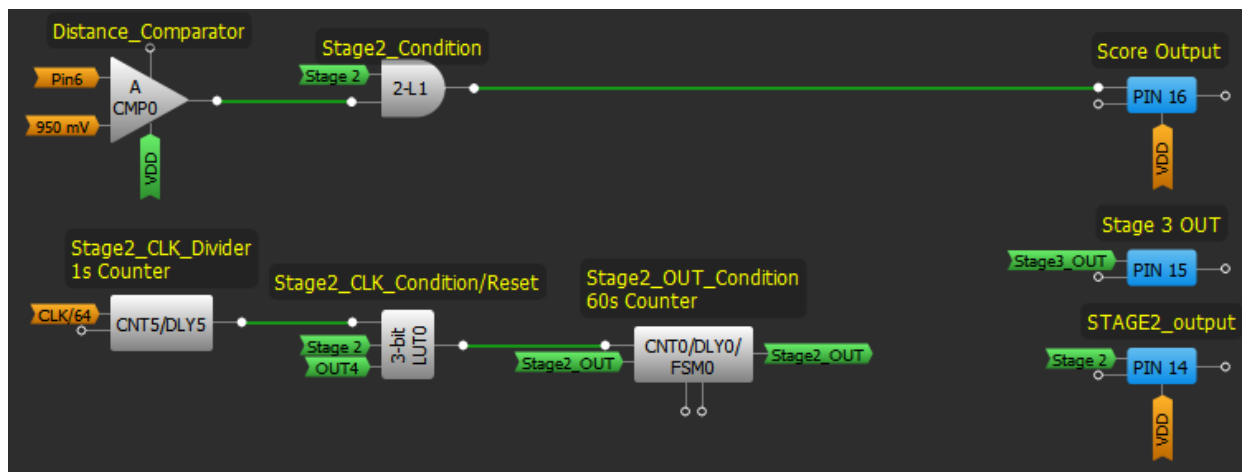 Distance_Comparator
Pin6
950 mV
A
CMP0
VDD
Stage2_Condition
Stage 2
2-L1
Score Output
PIN 16
VDD
Stage 3 OUT
Stage3_OUT
PIN 15
STAGE2_output
Stage 2
PIN 14
VDD
Stage2_CLK_Divider
1s Counter
CLK/64
CNT5/DLY5
Stage2_CLK_Condition/Reset
Stage 2
OUT4
3-bit
LUT0
Stage2_OUT_Condition
60s Counter
Stage2_OUT
CNT0/DLY0/
FSM0
Stage2_OUT